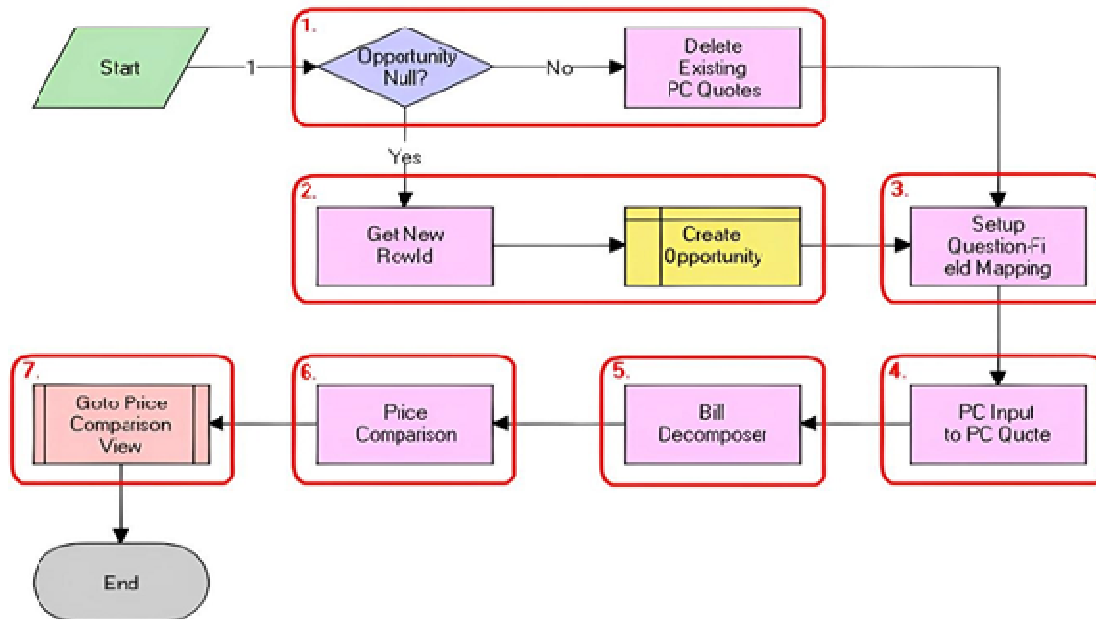 1.
Start
1
Opportunity
Null?
No
Delete
Existing
PC Quotes
Yes
2.
Get New
RowId
Create
Opportunity
3.
Setup
Question-Fi
eld Mapping
7.
Goto Price
Comparison
View
6.
Price
Comparison
5.
Bill
Decomposer
4.
PC Input
to PC Quote
End